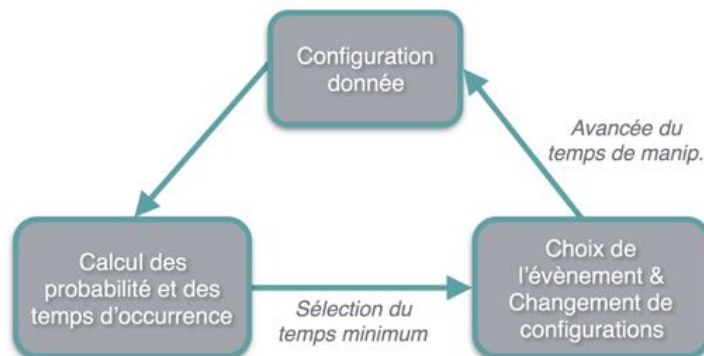 Configuration
donnée
Avancée du
temps de manip.
Calcul des
probabilité et des
temps d'occurrence
Sélection du
temps minimum
Choix de
l'évènement &
Changement de
configurations